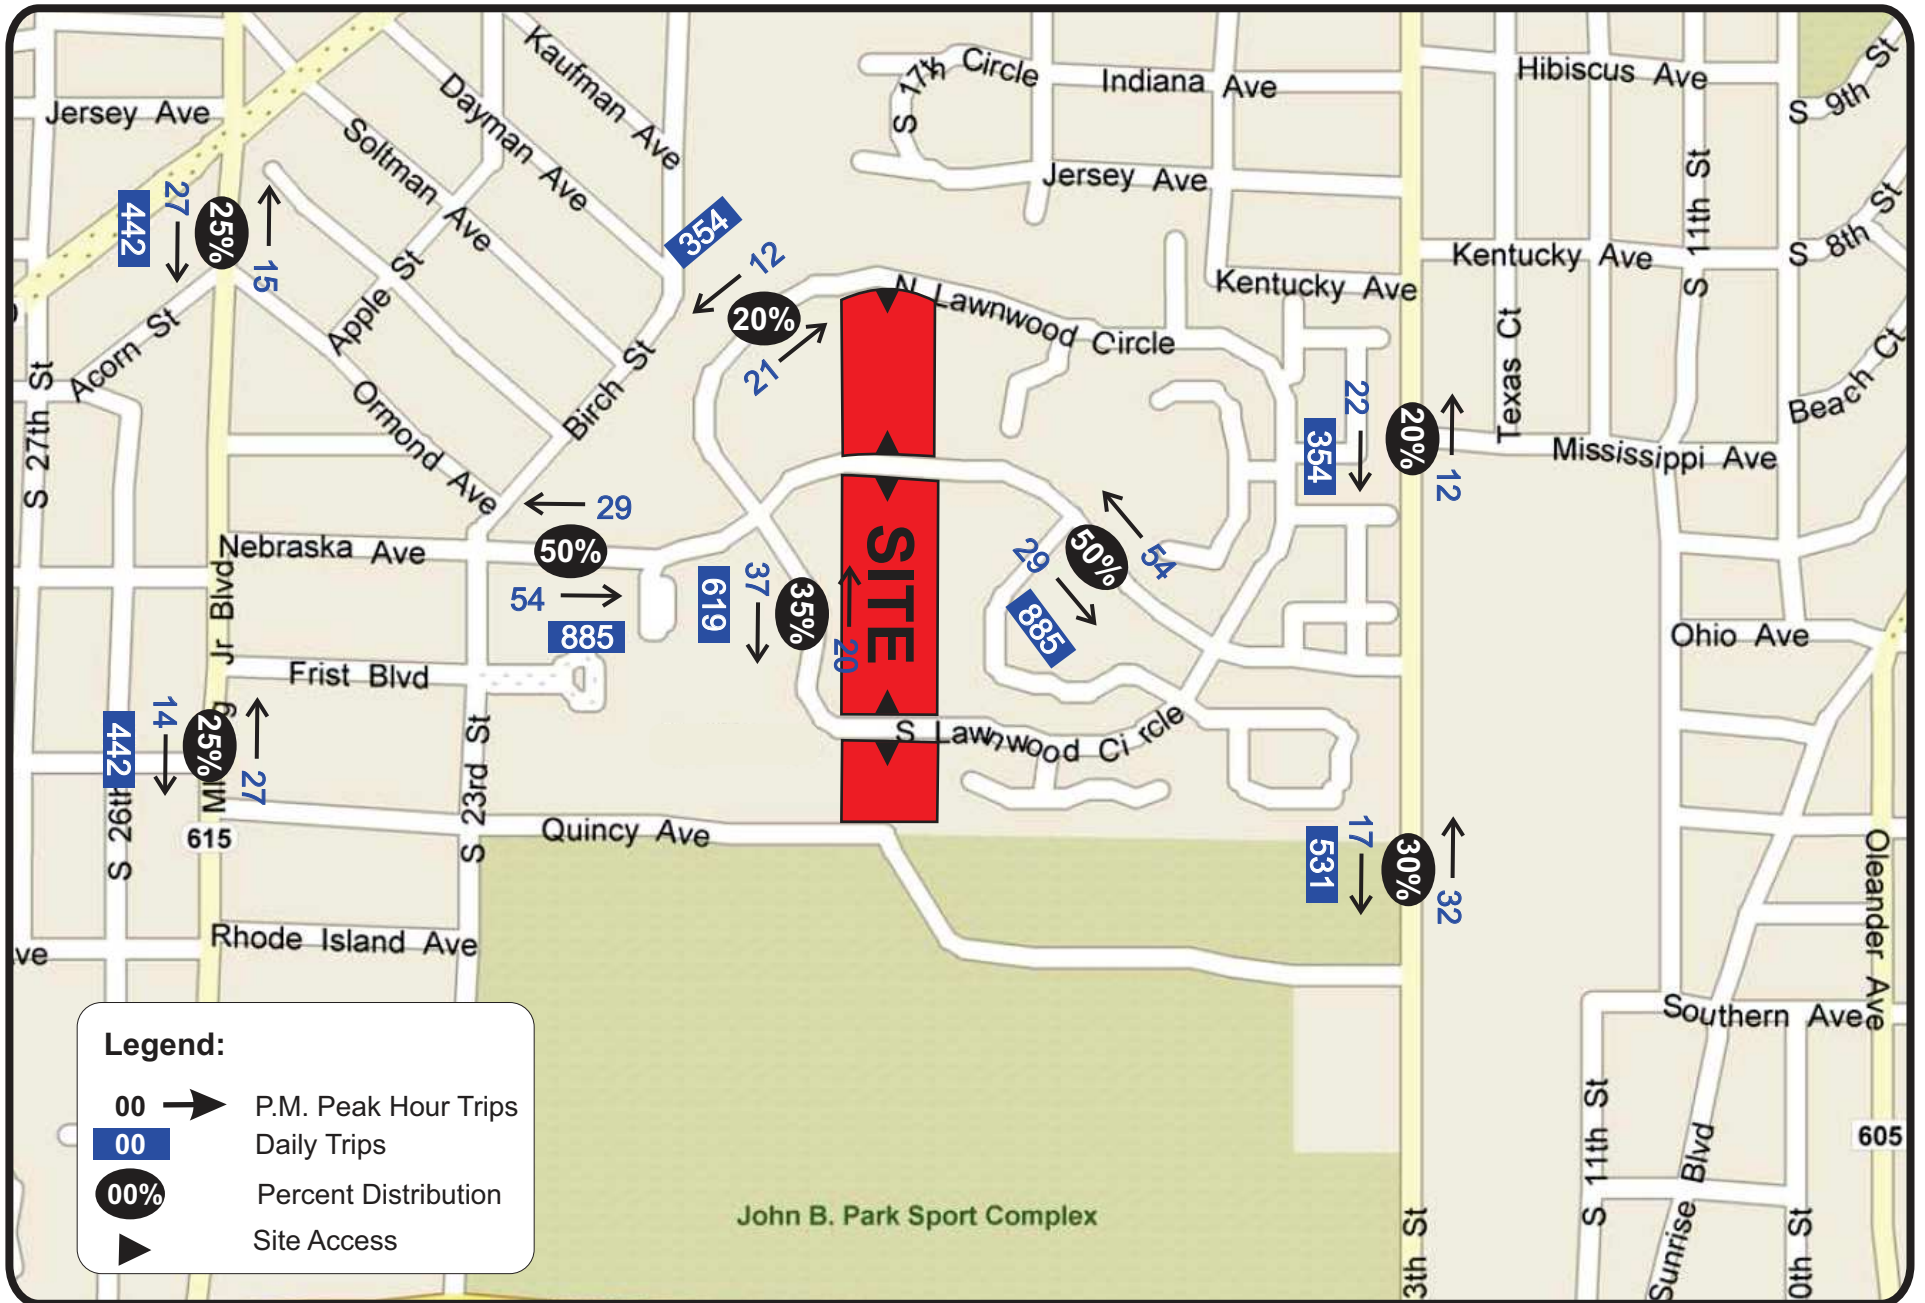 Kaufman Ave
Dayman Ave
Soltman Ave
Jersey Ave
S 17th Circle
Indiana Ave
Hibiscus Ave
S 9th St
Jersey Ave
S 11th St
S 8th St
Kentucky Ave
Kentucky Ave
442
27
25%
15
354
12
20%
21
N Lawnwood Circle
Acorn St
Apple St
Birch St
Ormond Ave
S 27th St
Texas Ct
Beach Ct
22
354
20%
12
Mississippi Ave
29
50%
54
885
Nebraska Ave
619
37
35%
20
SITE
29
50%
54
885
Ohio Ave
Frist Blvd
Jr Blvd
442
14
25%
27
S 26th
S 23rd St
S Lawnwood Circle
615
Quincy Ave
17
531
30%
32
Oleander Ave
Rhode Island Ave
ve
Southern Ave
Legend:
00 P.M. Peak Hour Trips
00 Daily Trips
00% Percent Distribution
Site Access
John B. Park Sport Complex
3th St
S 11th St
Sunrise Blvd
0th St
605